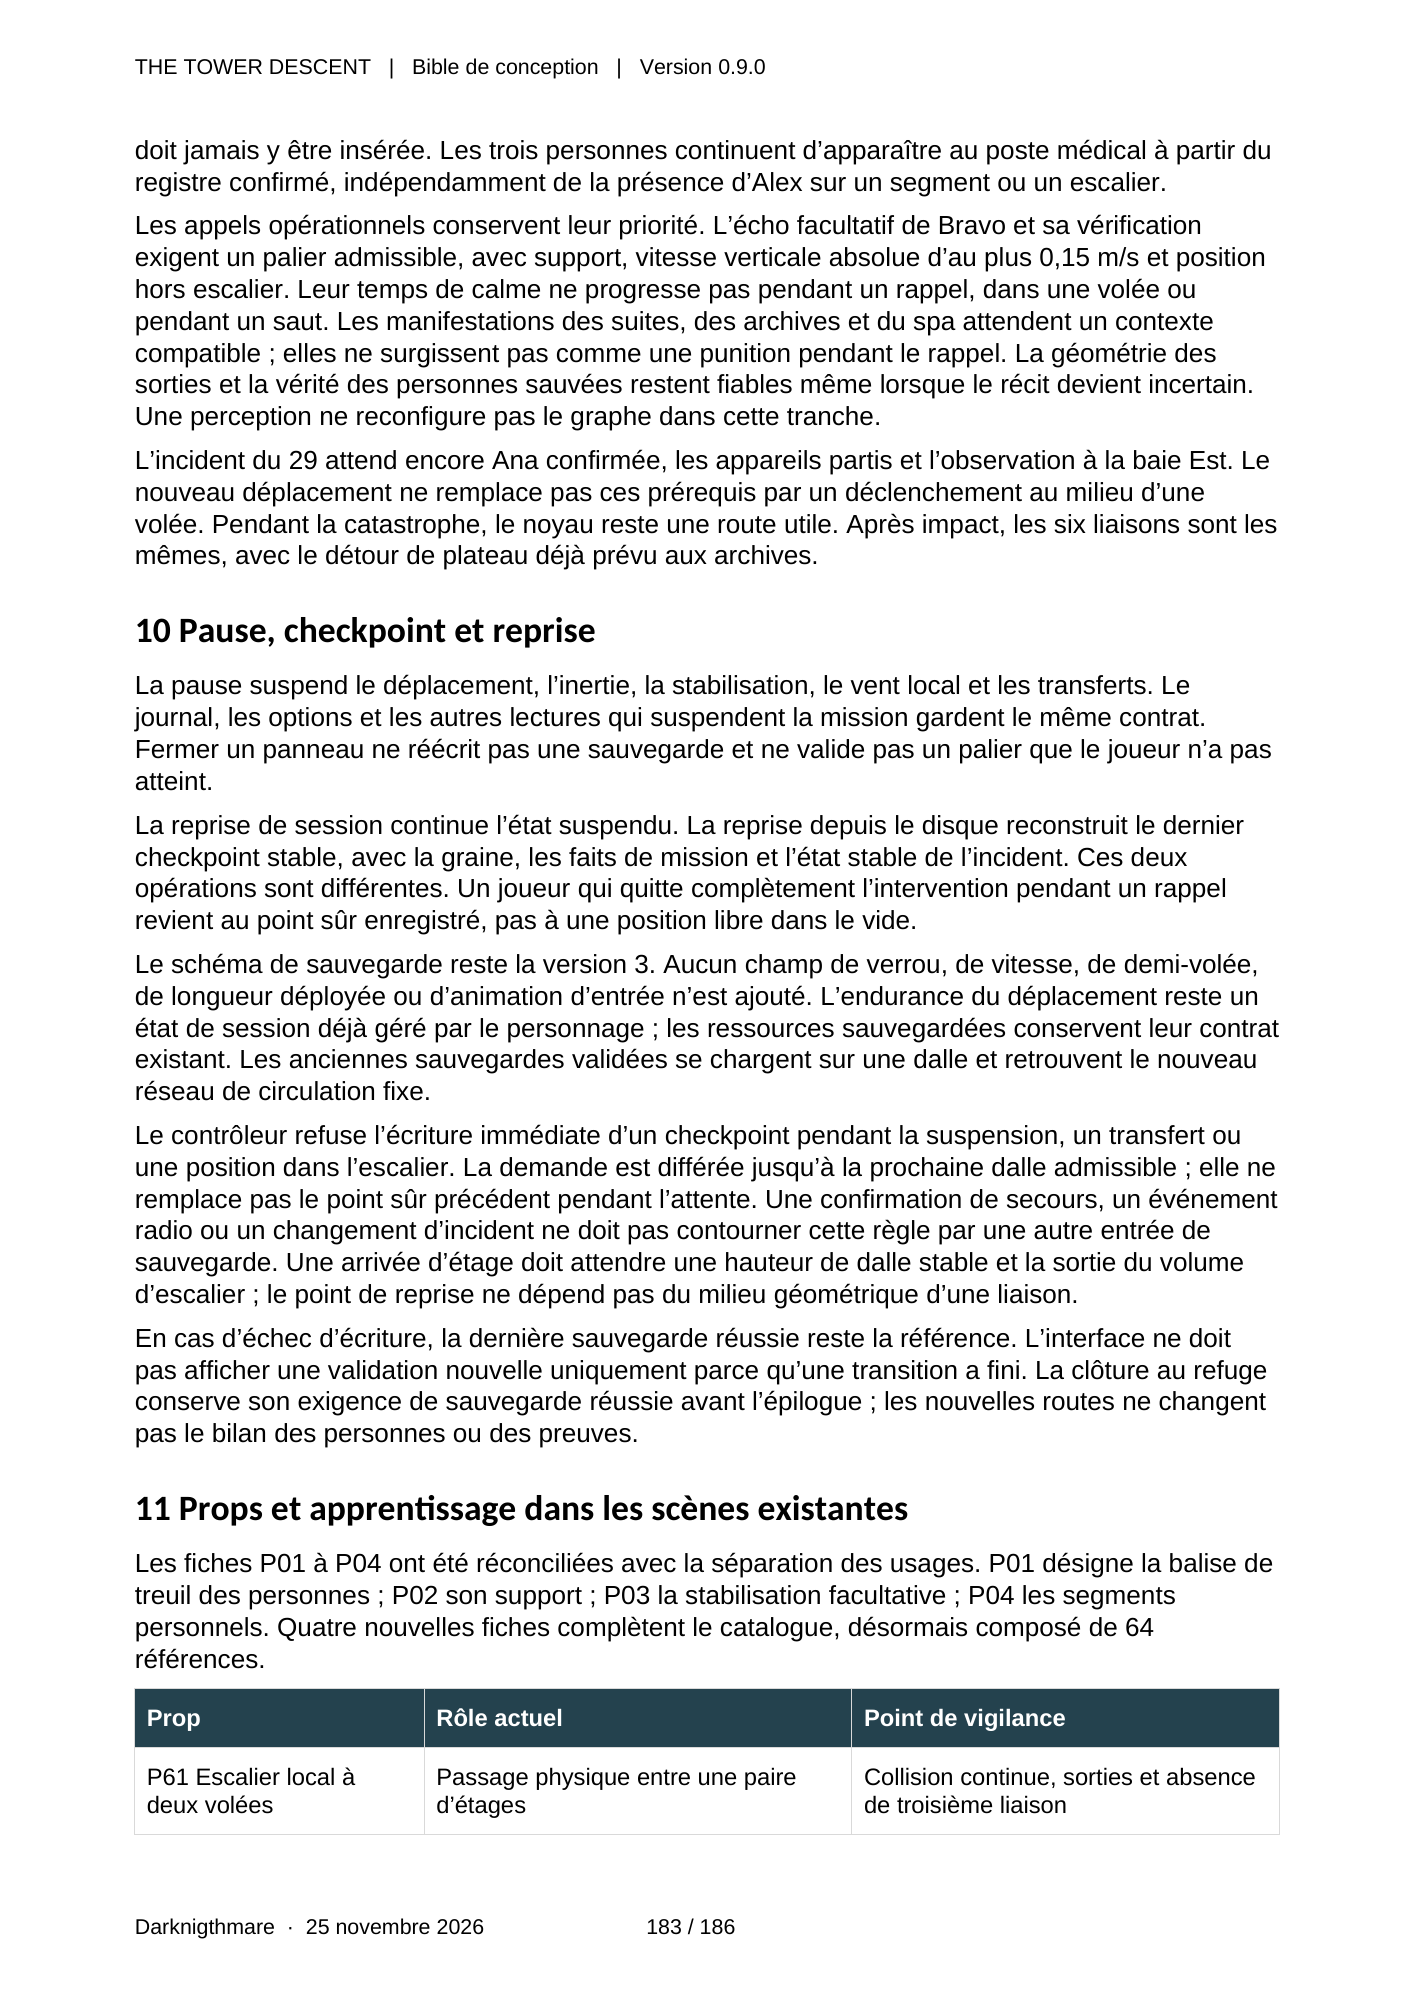 THE TOWER DESCENT | Bible de conception | Version 0.9.0
doit jamais y être insérée. Les trois personnes continuent d’apparaître au poste médical à partir du
registre confirmé, indépendamment de la présence d’Alex sur un segment ou un escalier.
Les appels opérationnels conservent leur priorité. L’écho facultatif de Bravo et sa vérification
exigent un palier admissible, avec support, vitesse verticale absolue d’au plus 0,15 m/s et position
hors escalier. Leur temps de calme ne progresse pas pendant un rappel, dans une volée ou
pendant un saut. Les manifestations des suites, des archives et du spa attendent un contexte
compatible ; elles ne surgissent pas comme une punition pendant le rappel. La géométrie des
sorties et la vérité des personnes sauvées restent fiables même lorsque le récit devient incertain.
Une perception ne reconfigure pas le graphe dans cette tranche.
L’incident du 29 attend encore Ana confirmée, les appareils partis et l’observation à la baie Est. Le
nouveau déplacement ne remplace pas ces prérequis par un déclenchement au milieu d’une
volée. Pendant la catastrophe, le noyau reste une route utile. Après impact, les six liaisons sont les
mêmes, avec le détour de plateau déjà prévu aux archives.
10 Pause, checkpoint et reprise
La pause suspend le déplacement, l’inertie, la stabilisation, le vent local et les transferts. Le
journal, les options et les autres lectures qui suspendent la mission gardent le même contrat.
Fermer un panneau ne réécrit pas une sauvegarde et ne valide pas un palier que le joueur n’a pas
atteint.
La reprise de session continue l’état suspendu. La reprise depuis le disque reconstruit le dernier
checkpoint stable, avec la graine, les faits de mission et l’état stable de l’incident. Ces deux
opérations sont différentes. Un joueur qui quitte complètement l’intervention pendant un rappel
revient au point sûr enregistré, pas à une position libre dans le vide.
Le schéma de sauvegarde reste la version 3. Aucun champ de verrou, de vitesse, de demi-volée,
de longueur déployée ou d’animation d’entrée n’est ajouté. L’endurance du déplacement reste un
état de session déjà géré par le personnage ; les ressources sauvegardées conservent leur contrat
existant. Les anciennes sauvegardes validées se chargent sur une dalle et retrouvent le nouveau
réseau de circulation fixe.
Le contrôleur refuse l’écriture immédiate d’un checkpoint pendant la suspension, un transfert ou
une position dans l’escalier. La demande est différée jusqu’à la prochaine dalle admissible ; elle ne
remplace pas le point sûr précédent pendant l’attente. Une confirmation de secours, un événement
radio ou un changement d’incident ne doit pas contourner cette règle par une autre entrée de
sauvegarde. Une arrivée d’étage doit attendre une hauteur de dalle stable et la sortie du volume
d’escalier ; le point de reprise ne dépend pas du milieu géométrique d’une liaison.
En cas d’échec d’écriture, la dernière sauvegarde réussie reste la référence. L’interface ne doit
pas afficher une validation nouvelle uniquement parce qu’une transition a fini. La clôture au refuge
conserve son exigence de sauvegarde réussie avant l’épilogue ; les nouvelles routes ne changent
pas le bilan des personnes ou des preuves.
11 Props et apprentissage dans les scènes existantes
Les fiches P01 à P04 ont été réconciliées avec la séparation des usages. P01 désigne la balise de
treuil des personnes ; P02 son support ; P03 la stabilisation facultative ; P04 les segments
personnels. Quatre nouvelles fiches complètent le catalogue, désormais composé de 64
références.
Prop Rôle actuel Point de vigilance
P61 Escalier local à Passage physique entre une paire Collision continue, sorties et absence
deux volées d’étages de troisième liaison
Darknigthmare · 25 novembre 2026 183 / 186